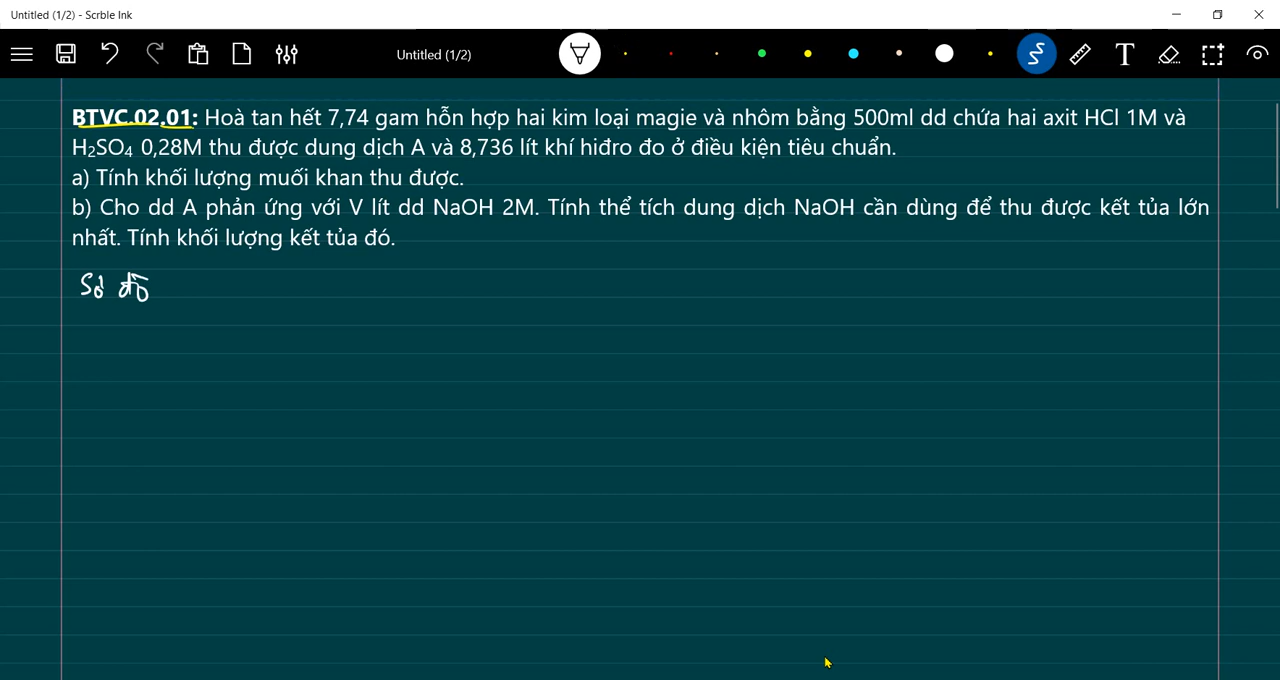 Untitled (1/2) - Scrble Ink
Untitled (1/2)
T
BTVC.02.01: Hoà tan hết 7,74 gam hỗn hợp hai kim loại magie và nhôm bằng 500ml dd chứa hai axit HCl 1M và
H₂SO₄ 0,28M thu được dung dịch A và 8,736 lít khí hiđro đo ở điều kiện tiêu chuẩn.
a) Tính khối lượng muối khan thu được.
b) Cho dd A phản ứng với V lít dd NaOH 2M. Tính thể tích dung dịch NaOH cần dùng để thu được kết tủa lớn
nhất. Tính khối lượng kết tủa đó.
Sơ đồ